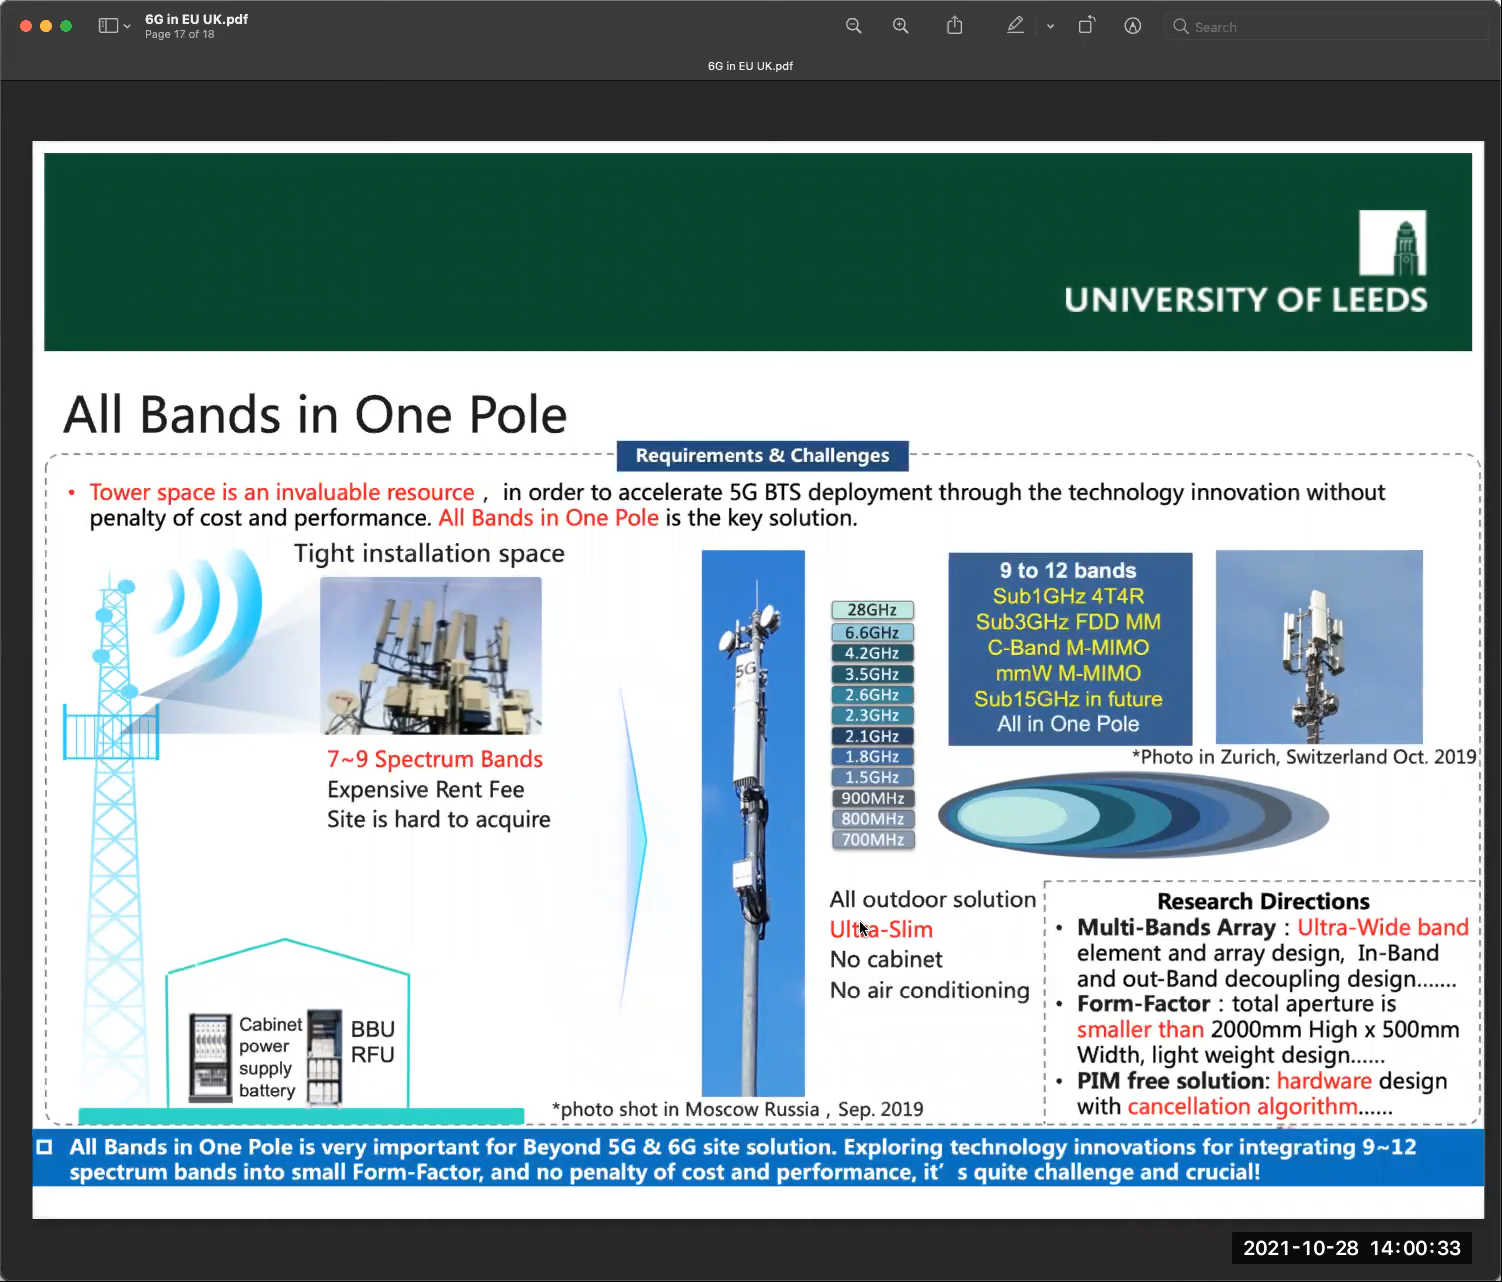 6G in EU UK.pdf
Page 17 of 18
Search
6G in EU UK.pdf
UNIVERSITY OF LEEDS
All Bands in One Pole
Requirements & Challenges
• Tower space is an invaluable resource , in order to accelerate 5G BTS deployment through the technology innovation without
penalty of cost and performance. All Bands in One Pole is the key solution.
Tight installation space
7~9 Spectrum Bands
Expensive Rent Fee
Site is hard to acquire
Cabinet
power
supply
battery
BBU
RFU
5G
*photo shot in Moscow Russia , Sep. 2019
28GHz
6.6GHz
4.2GHz
3.5GHz
2.6GHz
2.3GHz
2.1GHz
1.8GHz
1.5GHz
900MHz
800MHz
700MHz
9 to 12 bands
Sub1GHz 4T4R
Sub3GHz FDD MM
C-Band M-MIMO
mmW M-MIMO
Sub15GHz in future
All in One Pole
*Photo in Zurich, Switzerland Oct. 2019
All outdoor solution
Ultra-Slim
No cabinet
No air conditioning
Research Directions
• Multi-Bands Array : Ultra-Wide band
element and array design, In-Band
and out-Band decoupling design.......
• Form-Factor : total aperture is
smaller than 2000mm High x 500mm
Width, light weight design......
• PIM free solution: hardware design
with cancellation algorithm......
All Bands in One Pole is very important for Beyond 5G & 6G site solution. Exploring technology innovations for integrating 9~12
spectrum bands into small Form-Factor, and no penalty of cost and performance, it’ s quite challenge and crucial!
2021-10-28 14:00:33